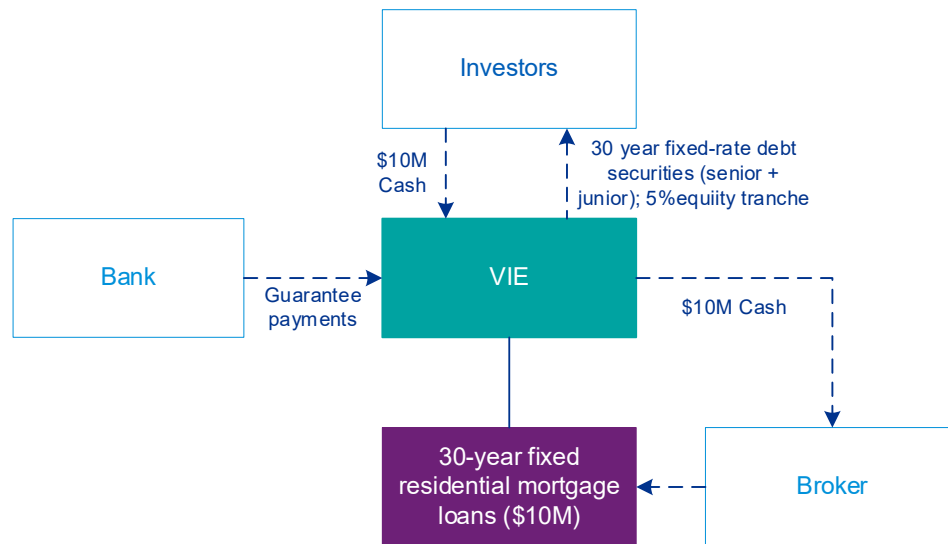 Investors
$10M
Cash
30 year fixed-rate debt
securities (senior +
junior); 5%equiity tranche
Bank
Guarantee
payments
VIE
$10M Cash
30-year fixed
residential mortgage
loans ($10M)
Broker